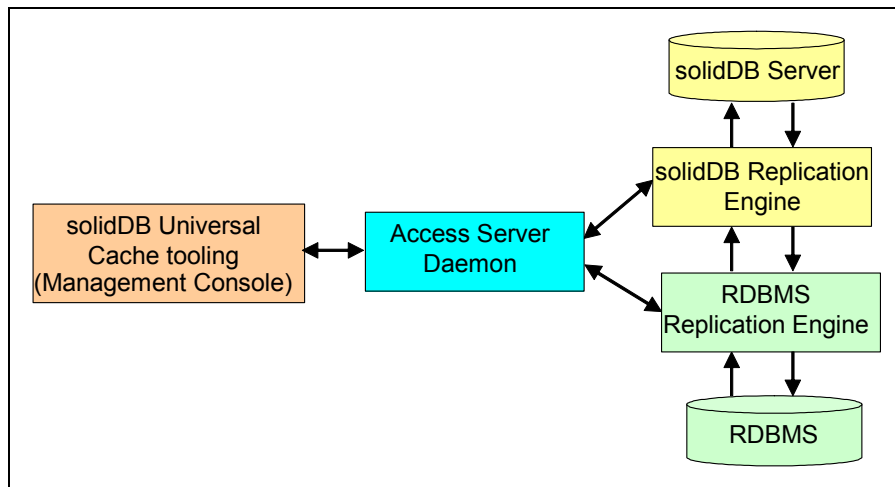 solidDB Server
solidDB Replication
Engine
solidDB Universal
Cache tooling
(Management Console)
Access Server
Daemon
RDBMS
Replication Engine
RDBMS